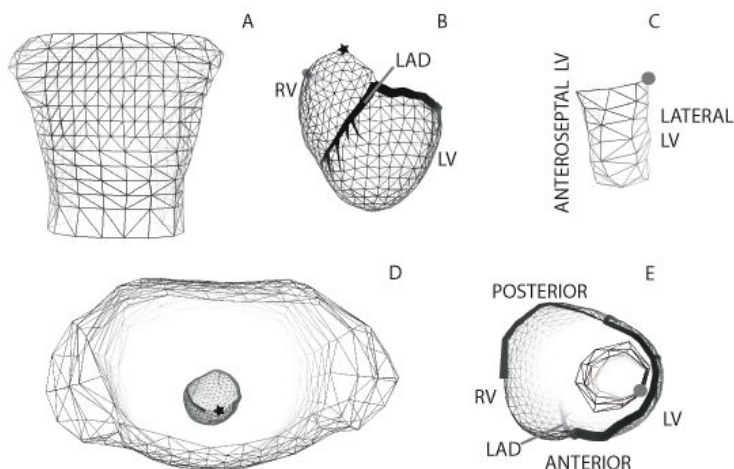 A
B
C
LAD
RV
LV
ANTEROSEPTAL LV
LATERAL
LV
D
E
POSTERIOR
RV
LV
LAD
ANTERIOR